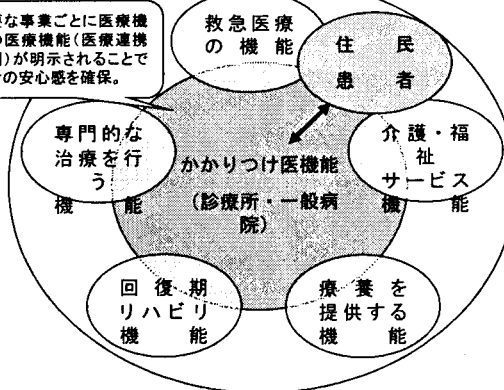 な事業ごとに医療機
医療機能(医療連携
)が明示されることで
の安心感を確保。
救急医療
の機能
住民
患者
専門的な
治療を行
う
機能
かかりつけ医機能
(診療所・一般病
院)
介護・福
祉
サービス
機能
回復期
リハビリ
機能
療養を
提供する
機能